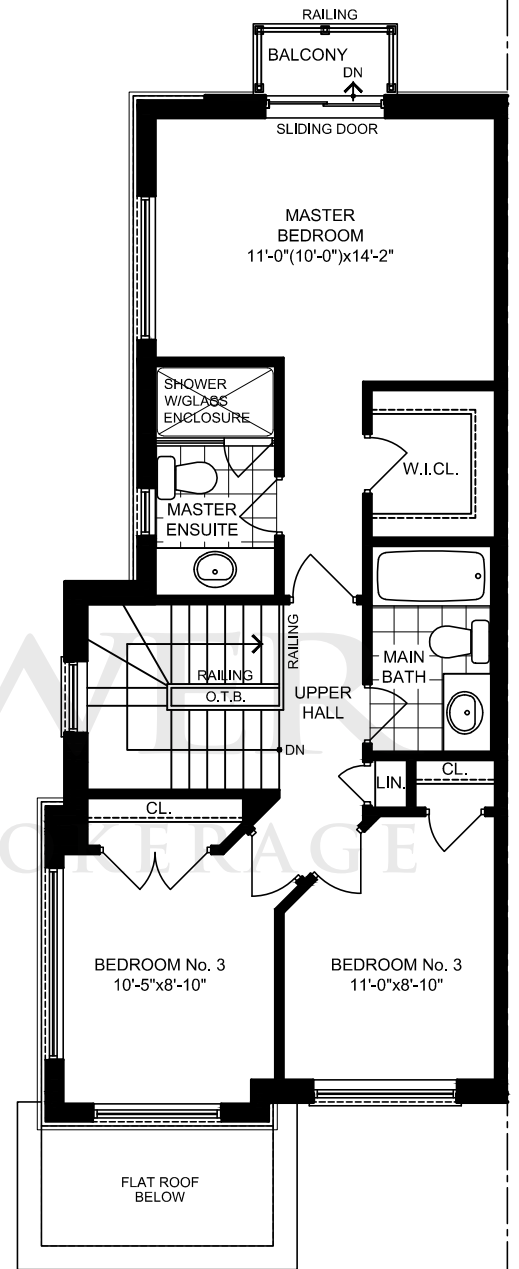 RAILING
BALCONY
DN
SLIDING DOOR
MASTER
BEDROOM
11'-0"(10'-0")x14'-2"
SHOWER
W/GLASS
ENCLOSURE
W.I.CL.
MASTER
ENSUITE
RAILING
RAILING
O.T.B.
MAIN
BATH
UPPER
HALL
DN
LIN.
CL.
CL.
KERAGE
BEDROOM No. 3
10'-5"x8'-10"
BEDROOM No. 3
11'-0"x8'-10"
FLAT ROOF
BELOW